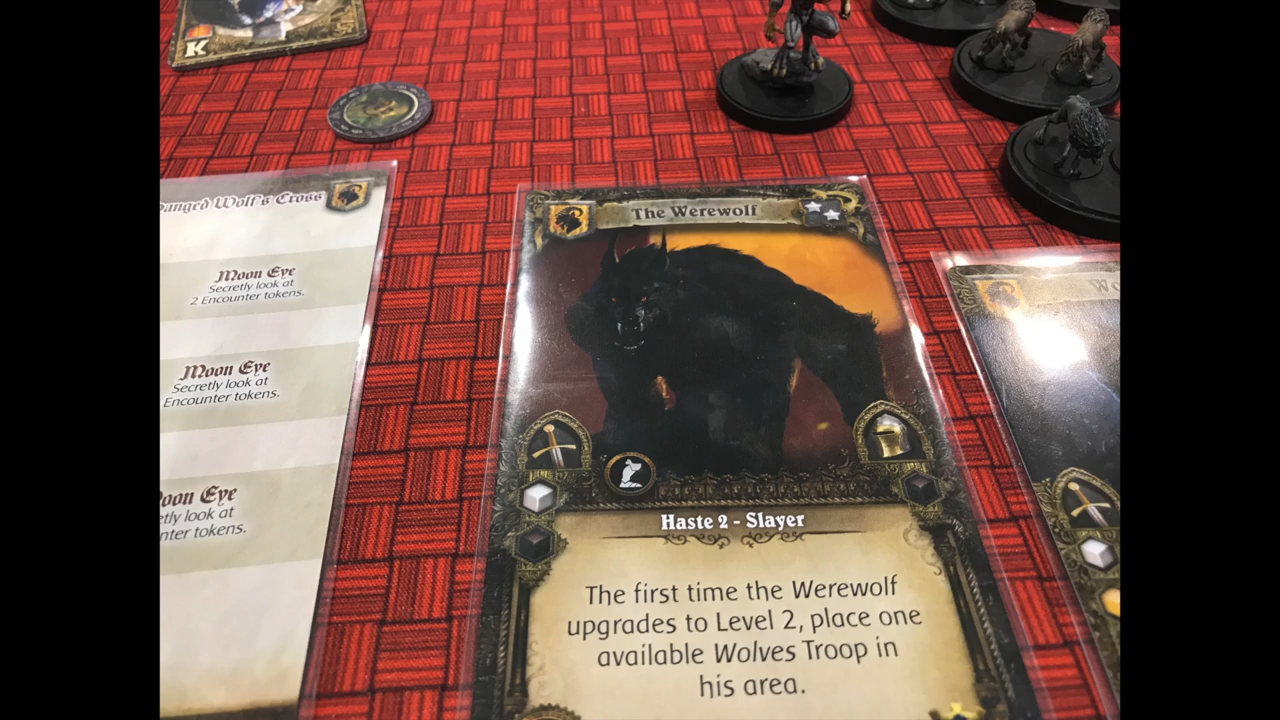 K
Wolf's Cross
Moon Eye
Secretly look at
2 Encounter tokens.
Moon Eye
Secretly look at
Encounter tokens.
Eye
look at
tokens.
The Werewolf
Haste 2 - Slayer
The first time the Werewolf
upgrades to Level 2, place one
available Wolves Troop in
his area.